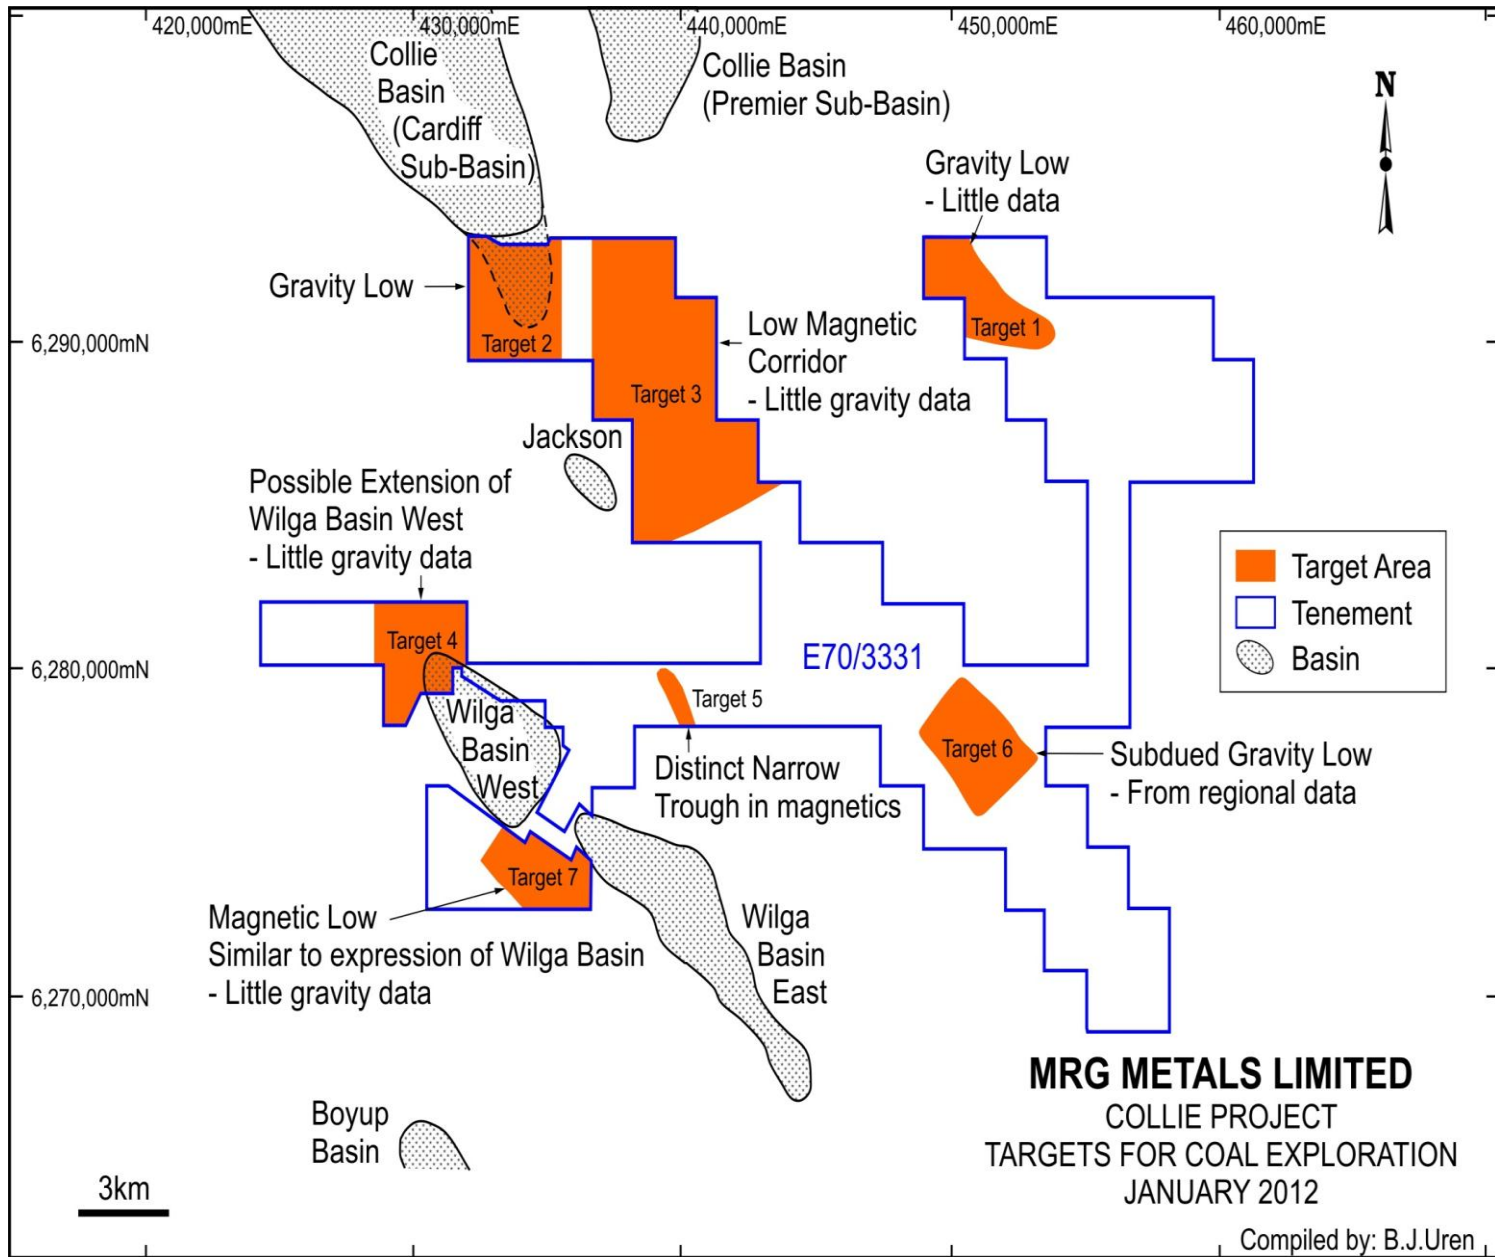 420,000mE
430,000mE
440,000mE
450,000mE
460,000mE
Collie
Basin
(Cardiff
Sub-Basin)
Collie Basin
(Premier Sub-Basin)
N
Gravity Low
- Little data
Gravity Low
Target 2
Target 1
6,290,000mN
Low Magnetic
Corridor
- Little gravity data
Target 3
Jackson
Possible Extension of
Wilga Basin West
- Little gravity data
Target Area
Tenement
Basin
Target 4
6,280,000mN
E70/3331
Target 5
Wilga
Basin
West
Target 6
Distinct Narrow
Trough in magnetics
Subdued Gravity Low
- From regional data
Target 7
Magnetic Low
Similar to expression of Wilga Basin
- Little gravity data
Wilga
Basin
East
6,270,000mN
MRG METALS LIMITED
COLLIE PROJECT
TARGETS FOR COAL EXPLORATION
JANUARY 2012
Boyup
Basin
3km
Compiled by: B.J.Uren